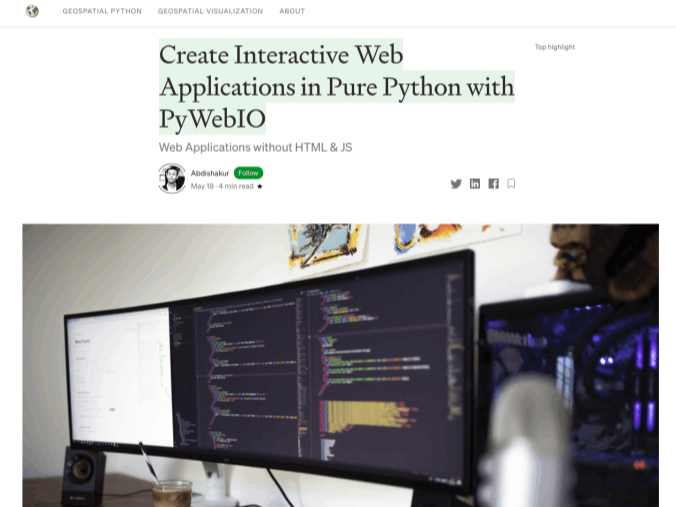 GEOSPATIAL PYTHON GEOSPATIAL VISUALIZATION ABOUT
Create Interactive Web
Top highlight
Applications in Pure Python with
PyWebIO
Web Applications without HTML & JS
Abdishakur Follow
May 18 · 4 min read ★